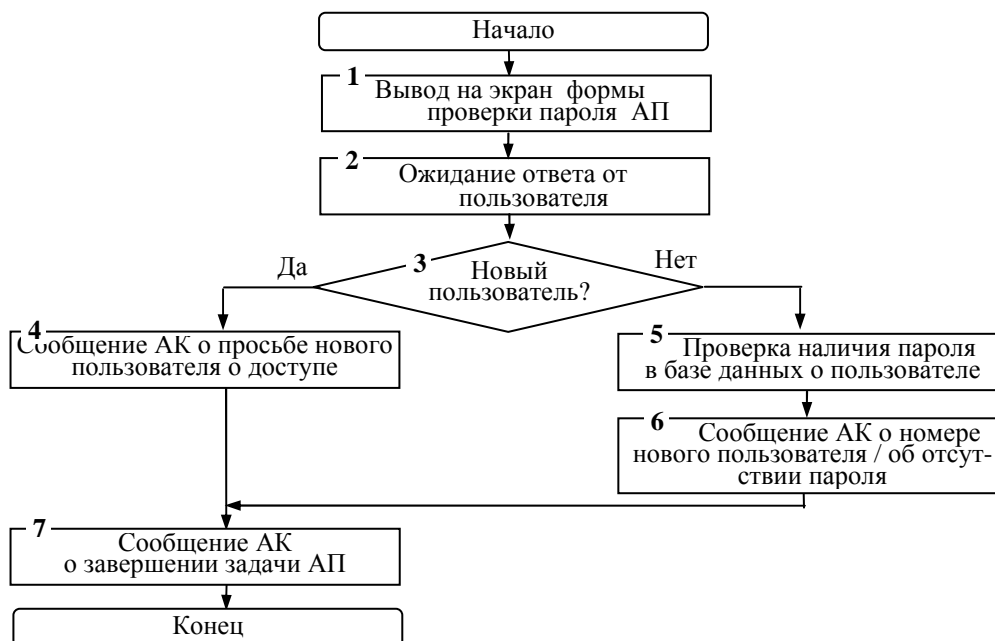 Начало
1
Вывод на экран формы
проверки пароля АП
2
Ожидание ответа от
пользователя
3
Да
Нет
Новый
пользователь?
4
Сообщение АК о просьбе нового
пользователя о доступе
5
Проверка наличия пароля
в базе данных о пользователе
6
Сообщение АК о номере
нового пользователя / об отсут-
ствии пароля
7
Сообщение АК
о завершении задачи АП
Конец